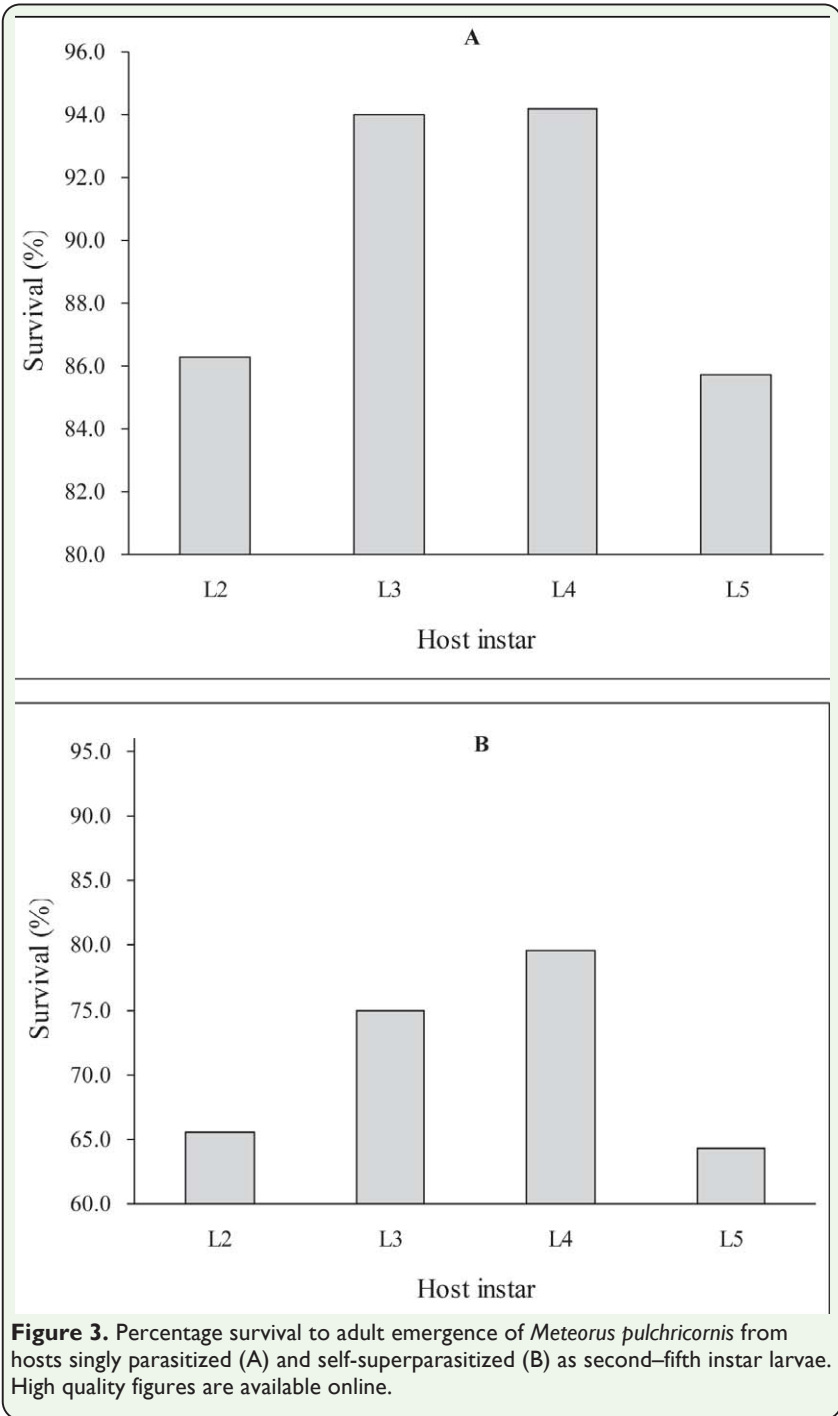 A
96.0
94.0
92.0
90.0
88.0
86.0
84.0
82.0
80.0
Survival (%)
L2 L3 L4 L5
Host instar
B
95.0
90.0
85.0
80.0
75.0
70.0
65.0
60.0
Survival (%)
L2 L3 L4 L5
Host instar
Figure 3. Percentage survival to adult emergence of Meteorus pulchricornis from
hosts singly parasitized (A) and self-superparasitized (B) as second–fifth instar larvae.
High quality figures are available online.